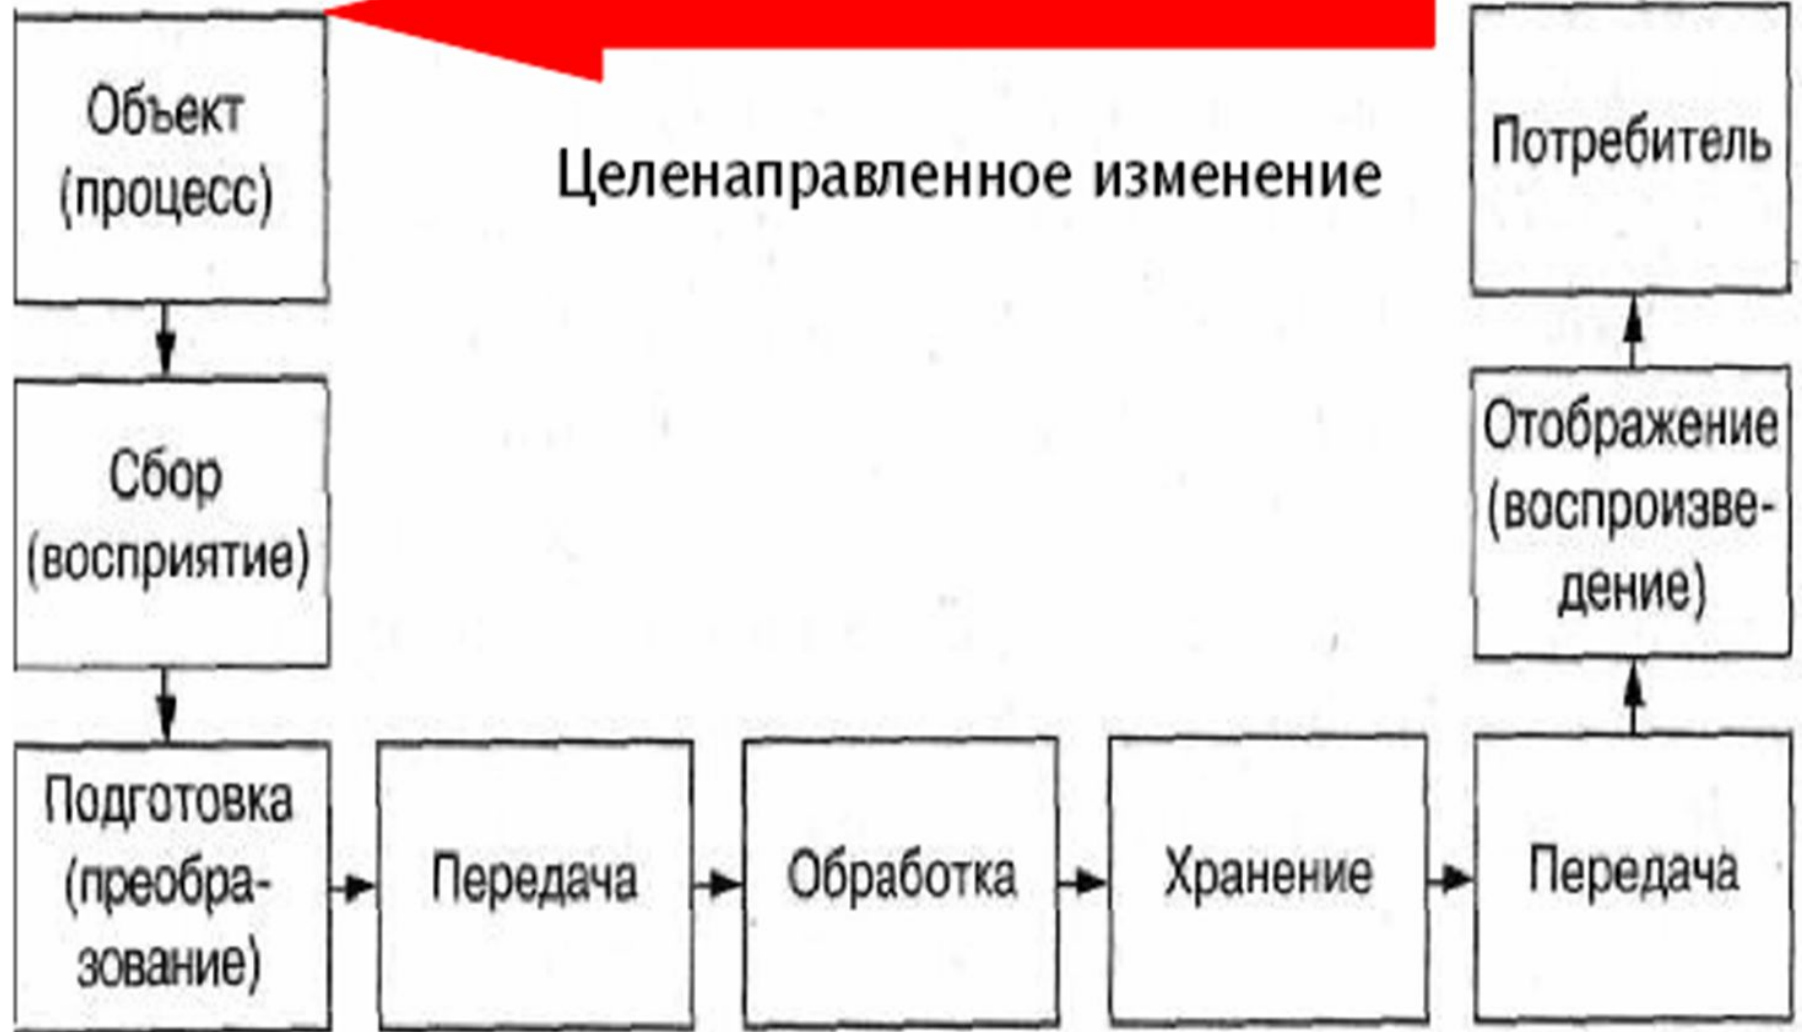 Объект
(процесс)
Целенаправленное изменение
Потребитель
Сбор
(восприятие)
Отображение
(воспроизве-
дение)
Подготовка
(преобра-
зование)
Передача
Обработка
Хранение
Передача